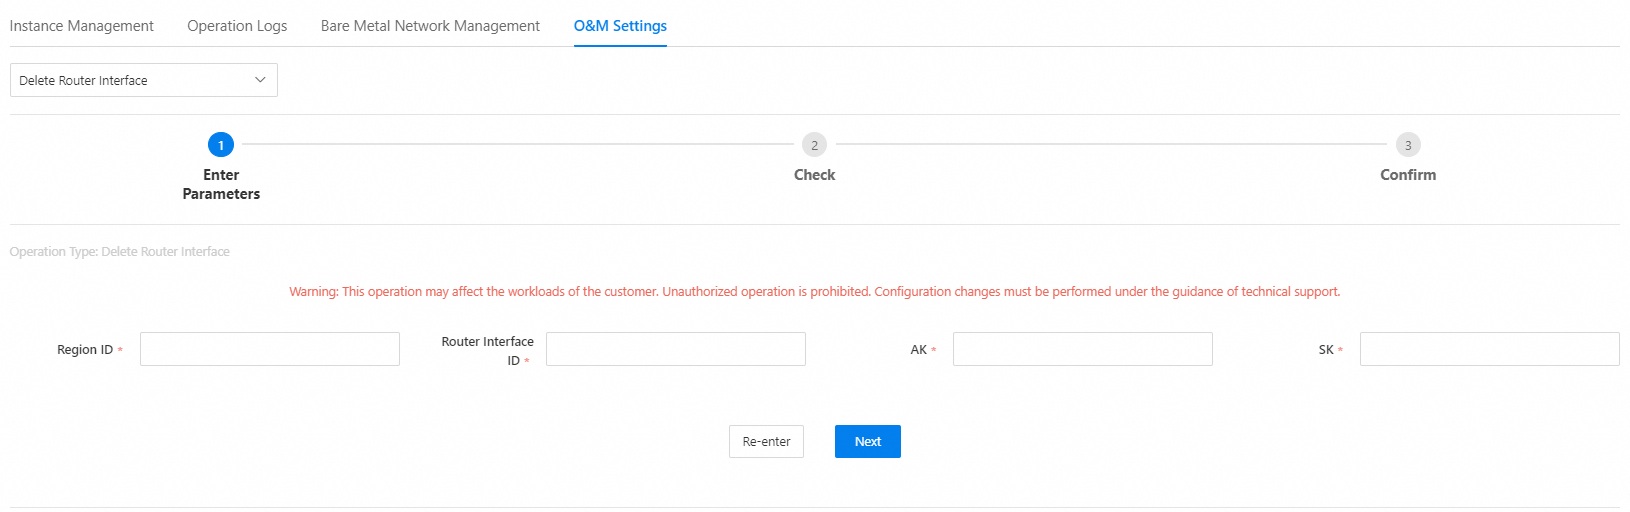 Instance Management Operation Logs Bare Metal Network Management O&M Settings
Delete Router Interface
1 2 3
Enter Parameters Check Confirm
Operation Type: Delete Router Interface
Warning: This operation may affect the workloads of the customer. Unauthorized operation is prohibited. Configuration changes must be performed under the guidance of technical support.
Region ID * Router Interface ID * AK * SK *
Re-enter Next